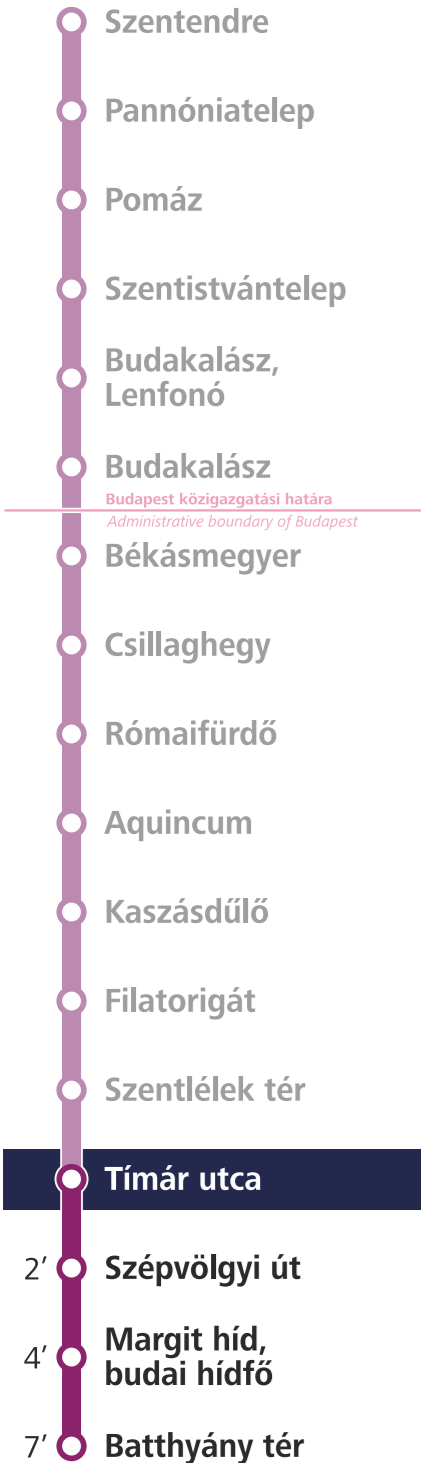 Szentendre
Pannóniatelep
Pomáz
Szentistvántelep
Budakalász,
Lenfonó
Budakalász
Budapest közigazgatási határa
Administrative boundary of Budapest
Békásmegyer
Csillaghegy
Rómaifürdő
Aquincum
Kaszásdűlő
Filatorigát
Szentlélek tér
Tímár utca
2′ Szépvölgyi út
4′ Margit híd,
budai hídfő
7′ Batthyány tér